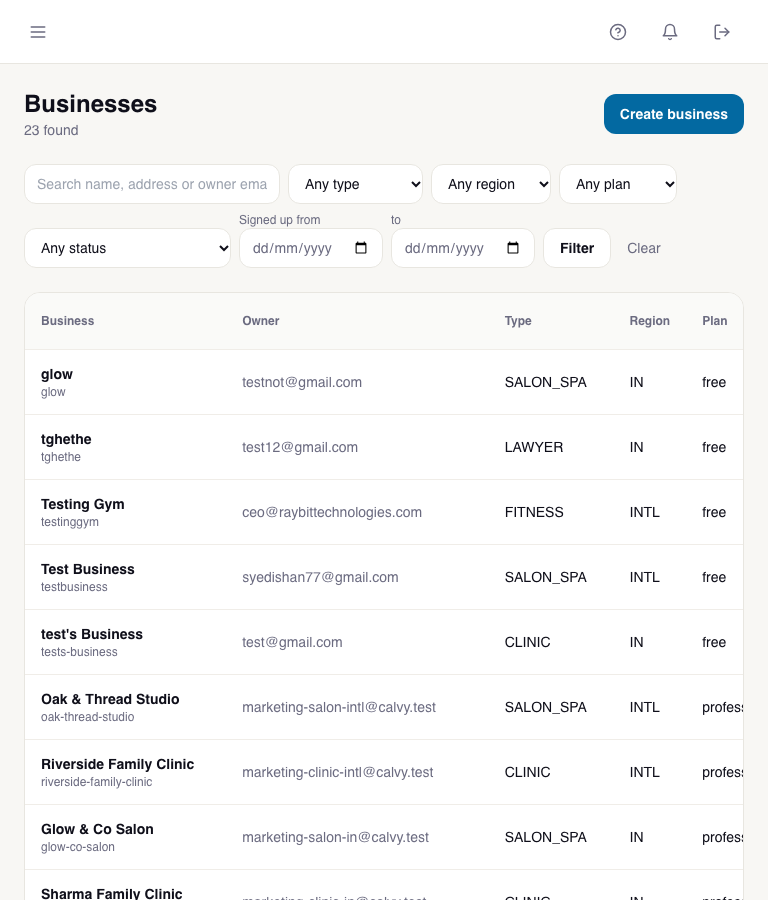 Businesses
23 found
Create business
Search name, address or owner ema
Any type
Any region
Any plan
Signed up from
to
Any status
dd/mm/yyyy
dd/mm/yyyy
Filter
Clear
Business Owner Type Region Plan
glow
glow
testnot@gmail.com SALON_SPA IN free
tghethe
tghethe
test12@gmail.com LAWYER IN free
Testing Gym
testinggym
ceo@raybittechnologies.com FITNESS INTL free
Test Business
testbusiness
syedishan77@gmail.com SALON_SPA INTL free
test's Business
tests-business
test@gmail.com CLINIC IN free
Oak & Thread Studio
oak-thread-studio
marketing-salon-intl@calvy.test SALON_SPA INTL profes
Riverside Family Clinic
riverside-family-clinic
marketing-clinic-intl@calvy.test CLINIC INTL profes
Glow & Co Salon
glow-co-salon
marketing-salon-in@calvy.test SALON_SPA IN profes
Sharma Family Clinic